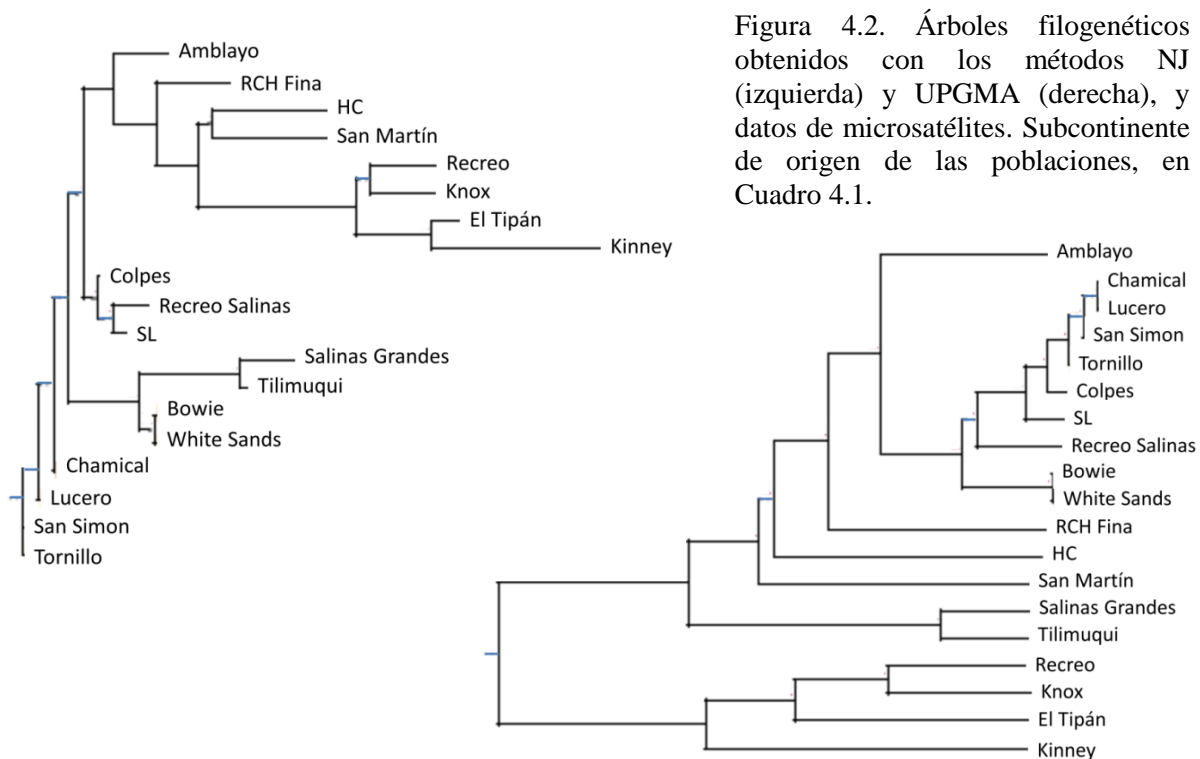 Figura 4.2. Árboles filogenéticos
obtenidos con los métodos NJ
(izquierda) y UPGMA (derecha), y
datos de microsatélites. Subcontinente
de origen de las poblaciones, en
Cuadro 4.1.
Amblayo
RCH Fina
HC
San Martín
Recreo
Knox
El Tipán
Kinney
Colpes
Recreo Salinas
SL
Salinas Grandes
Tilimuqui
Bowie
White Sands
Chamical
Lucero
San Simon
Tornillo
Amblayo
Chamical
Lucero
San Simon
Tornillo
Colpes
SL
Recreo Salinas
Bowie
White Sands
RCH Fina
HC
San Martín
Salinas Grandes
Tilimuqui
Recreo
Knox
El Tipán
Kinney